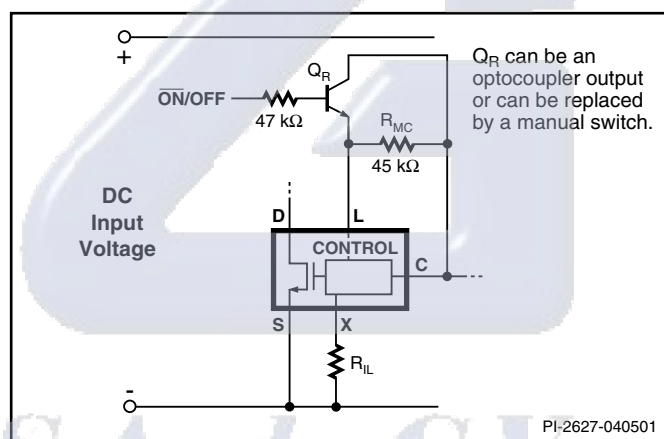 +
Q_R can be an
optocoupler output
or can be replaced
by a manual switch.
Q_R
O̅N̅/OFF
47 kΩ
R_MC
45 kΩ
DC
Input
Voltage
D
L
CONTROL
C
S
X
R_IL
-
PI-2627-040501